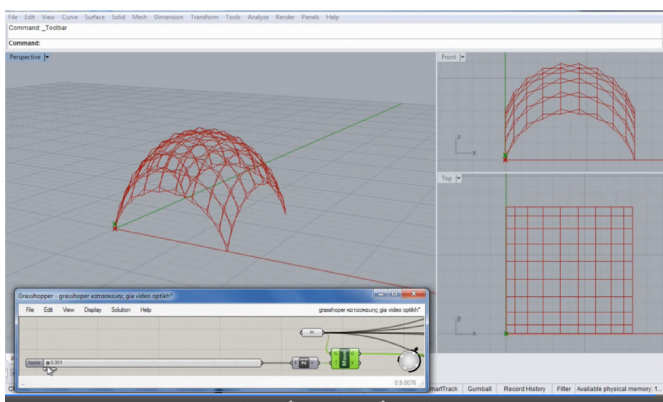 File Edit View Curve Surface Solid Mesh Dimension Transform Tools Analyze Render Panels Help
Command: _Toolbar
Command:
Perspective
Front
z
x
Top
y
x
Grasshopper - grasshoper κατασκευης gia video optikh*
File Edit View Display Solution Help
grasshoper κατασκευης gia video optikh*
Factor 0.303
0.9.0076
SmartTrack Gumball Record History Filter Available physical memory: 1...